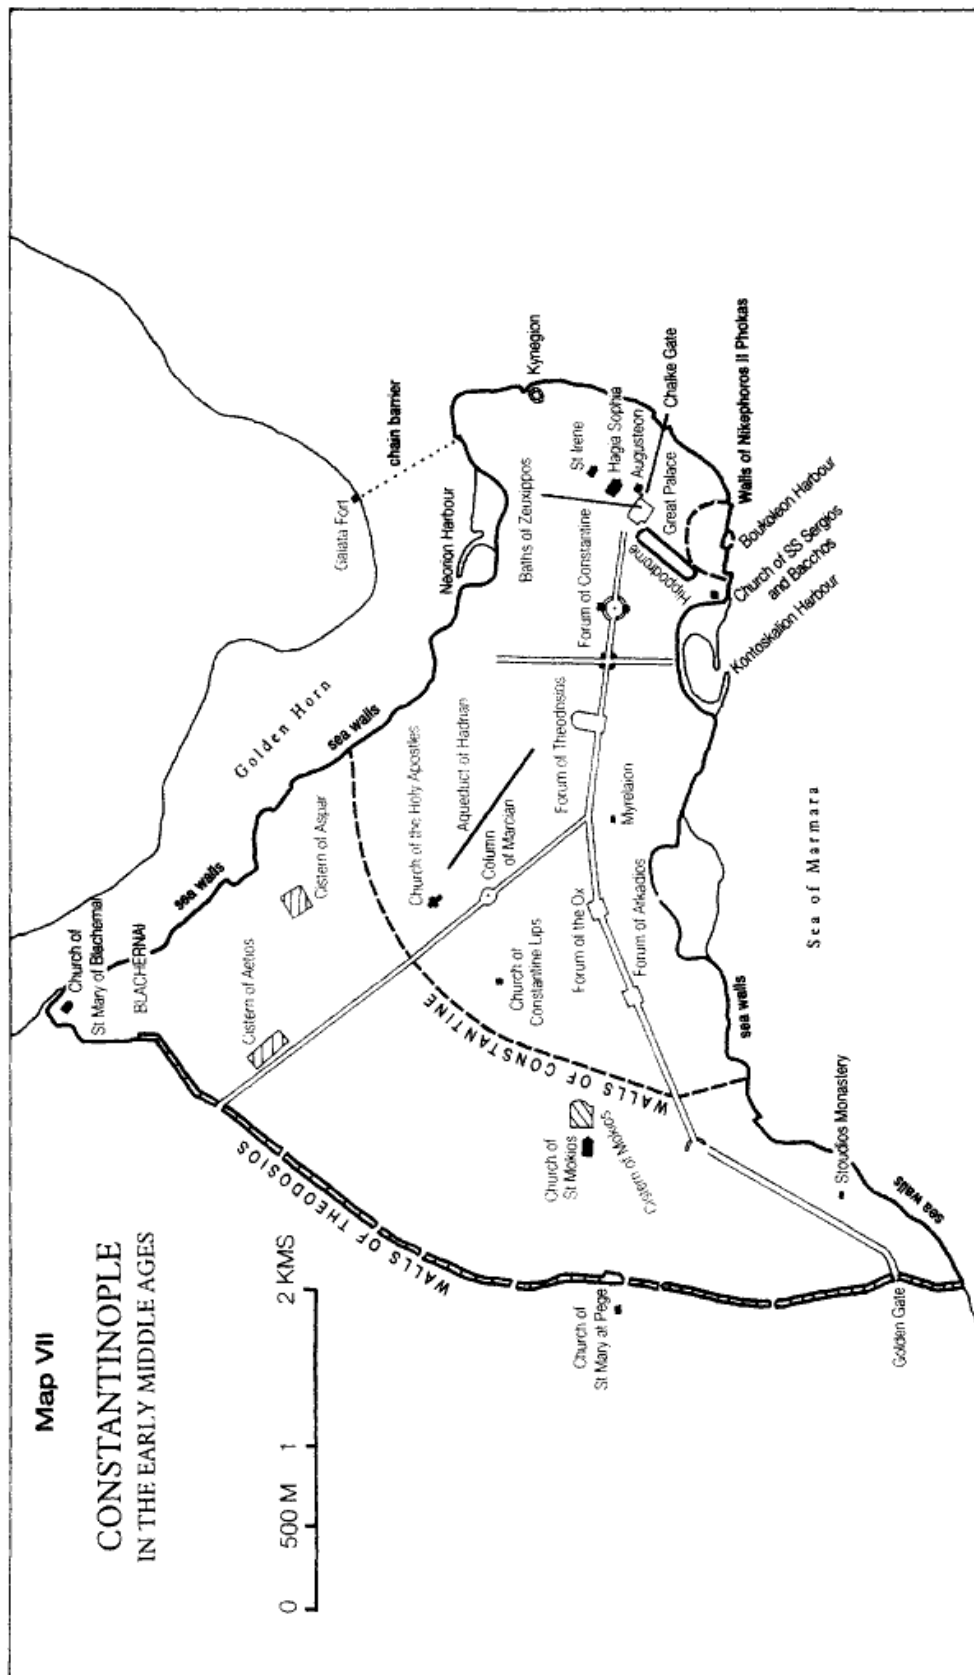 Map VII
CONSTANTINOPLE
IN THE EARLY MIDDLE AGES
0 500 M 1 2 KMS
Church of
St Mary of Blachernai
BLACHERNAI
sea walls
Golden Horn
sea walls
Galata Fort
chain barrier
Neorion Harbour
Kynegion
Cistern of Aetios
Cistern of Aspar
Church of the Holy Apostles
Aqueduct of Hadrian
Column
of Marcian
Baths of Zeuxippos
St Irene
Hagia Sophia
Augusteon
Chalke Gate
Great Palace
Hippodrome
Forum of Constantine
Forum of Theodosios
Walls of Nikephoros II Phokas
Boukoleon Harbour
Church of SS Sergios
and Bacchos
Kontoskalion Harbour
WALLS OF THEODOSIOS
WALLS OF CONSTANTINE
Church of
Constantine Lips
Forum of the Ox
Forum of Arkadios
Myrelaion
Church of
St Mokios
Cistern of Mokios
sea walls
Sea of Marmara
Church of
St Mary at Pege
Stoudios Monastery
sea walls
Golden Gate